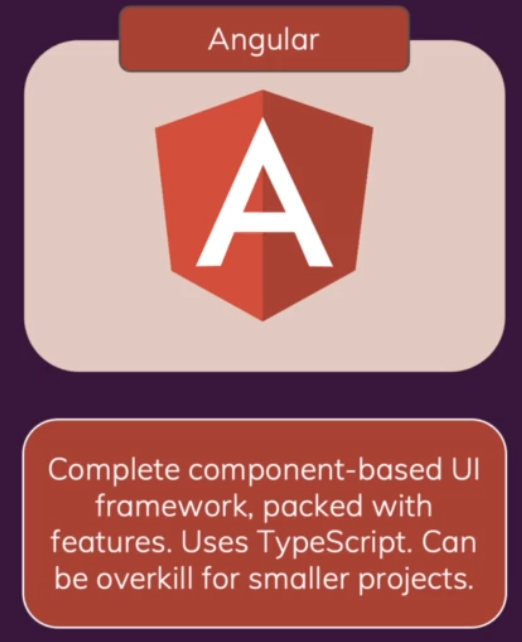 Angular
A
Complete component-based UI
framework, packed with
features. Uses TypeScript. Can
be overkill for smaller projects.